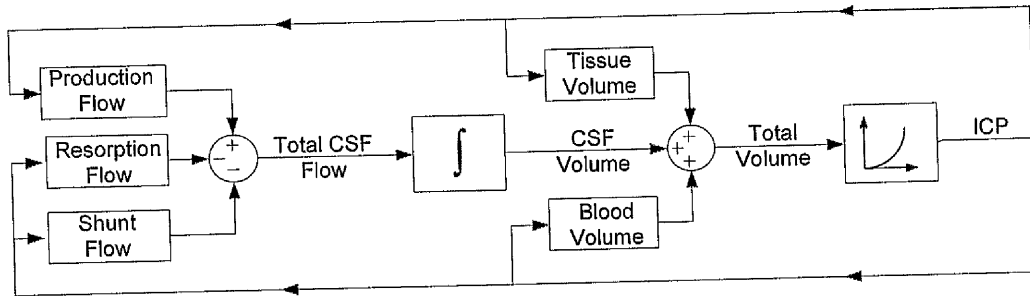 Production
Flow
Resorption
Flow
Shunt
Flow
+
−
−
Total CSF
Flow
∫
Tissue
Volume
CSF
Volume
Blood
Volume
+
+
+
Total
Volume
ICP